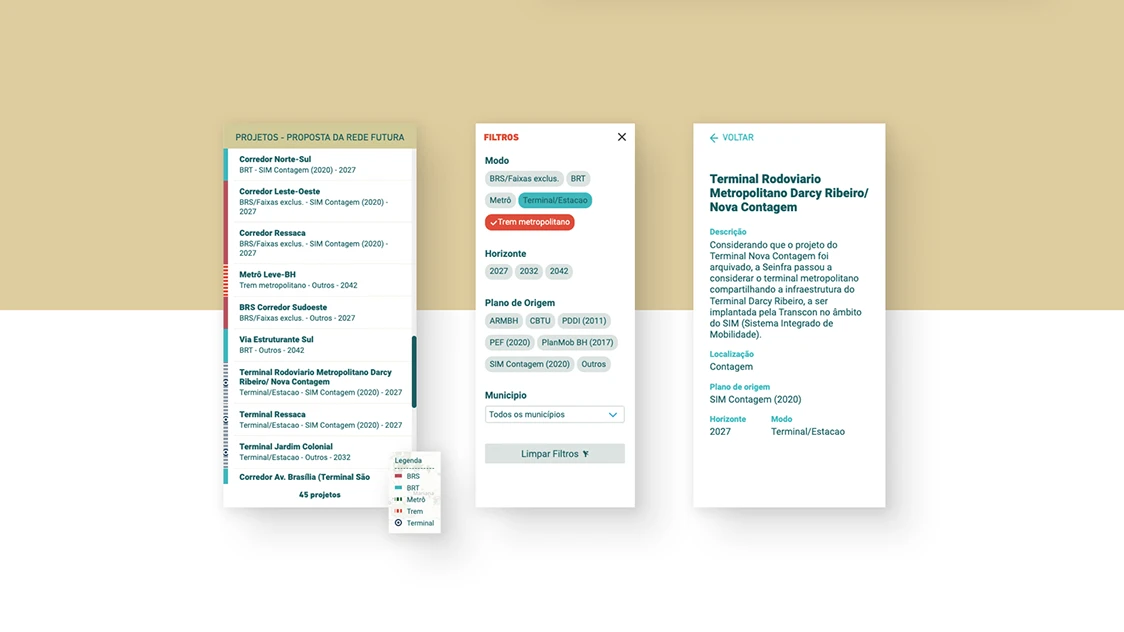 PROJETOS - PROPOSTA DA REDE FUTURA
Corredor Norte-Sul
BRT - SIM Contagem (2020) - 2027
Corredor Leste-Oeste
BRS/Faixas exclus. - SIM Contagem (2020) -
2027
Corredor Ressaca
BRS/Faixas exclus. - SIM Contagem (2020) -
2027
Metrô Leve-BH
Trem metropolitano - Outros - 2042
BRS Corredor Sudoeste
BRS/Faixas exclus. - Outros - 2027
Via Estruturante Sul
BRT - Outros - 2042
Terminal Rodoviario Metropolitano Darcy
Ribeiro/ Nova Contagem
Terminal/Estacao - SIM Contagem (2020) - 2027
Terminal Ressaca
Terminal/Estacao - SIM Contagem (2020) - 2027
Terminal Jardim Colonial
Terminal/Estacao - Outros - 2032
Corredor Av. Brasília (Terminal São
45 projetos
Legenda
BRS
BRT
Metrô
Trem
Terminal
FILTROS
Modo
BRS/Faixas exclus. BRT
Metrô Terminal/Estacao
Trem metropolitano
Horizonte
2027 2032 2042
Plano de Origem
ARMBH CBTU PDDI (2011)
PEF (2020) PlanMob BH (2017)
SIM Contagem (2020) Outros
Municipio
Todos os municípios
Limpar Filtros
VOLTAR
Terminal Rodoviario
Metropolitano Darcy Ribeiro/
Nova Contagem
Descrição
Considerando que o projeto do
Terminal Nova Contagem foi
arquivado, a Seinfra passou a
considerar o terminal metropolitano
compartilhando a infraestrutura do
Terminal Darcy Ribeiro, a ser
implantada pela Transcon no âmbito
do SIM (Sistema Integrado de
Mobilidade).
Localização
Contagem
Plano de origem
SIM Contagem (2020)
Horizonte Modo
2027 Terminal/Estacao